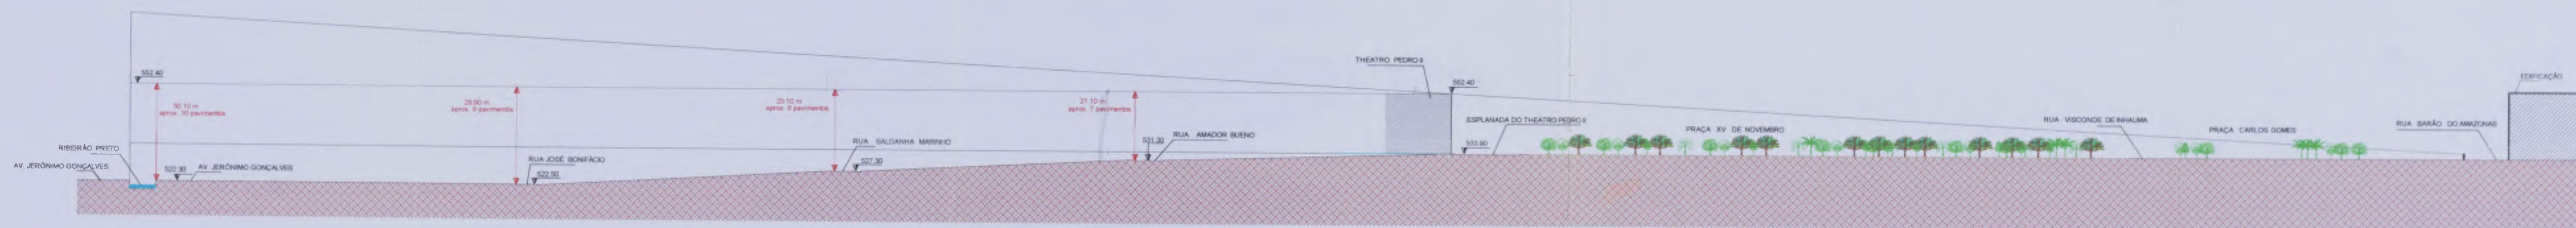 552.40
30.10 m
aprox. 10 pavimentos
RIBEIRÃO PRETO
AV. JERÔNIMO GONÇALVES
522.30
AV. JERÔNIMO GONÇALVES
29.90 m
aprox. 9 pavimentos
RUA JOSÉ BONIFÁCIO
522.50
25.10 m
aprox. 8 pavimentos
RUA SALDANHA MARINHO
527.30
21.10 m
aprox. 7 pavimentos
531.30
RUA AMADOR BUENO
THEATRO PEDRO II
552.40
ESPLANADA DO THEATRO PEDRO II
533.90
PRAÇA XV DE NOVEMBRO
RUA VISCONDE DE INHAUMA
PRAÇA CARLOS GOMES
RUA BARÃO DO AMAZONAS
EDIFICAÇÃO